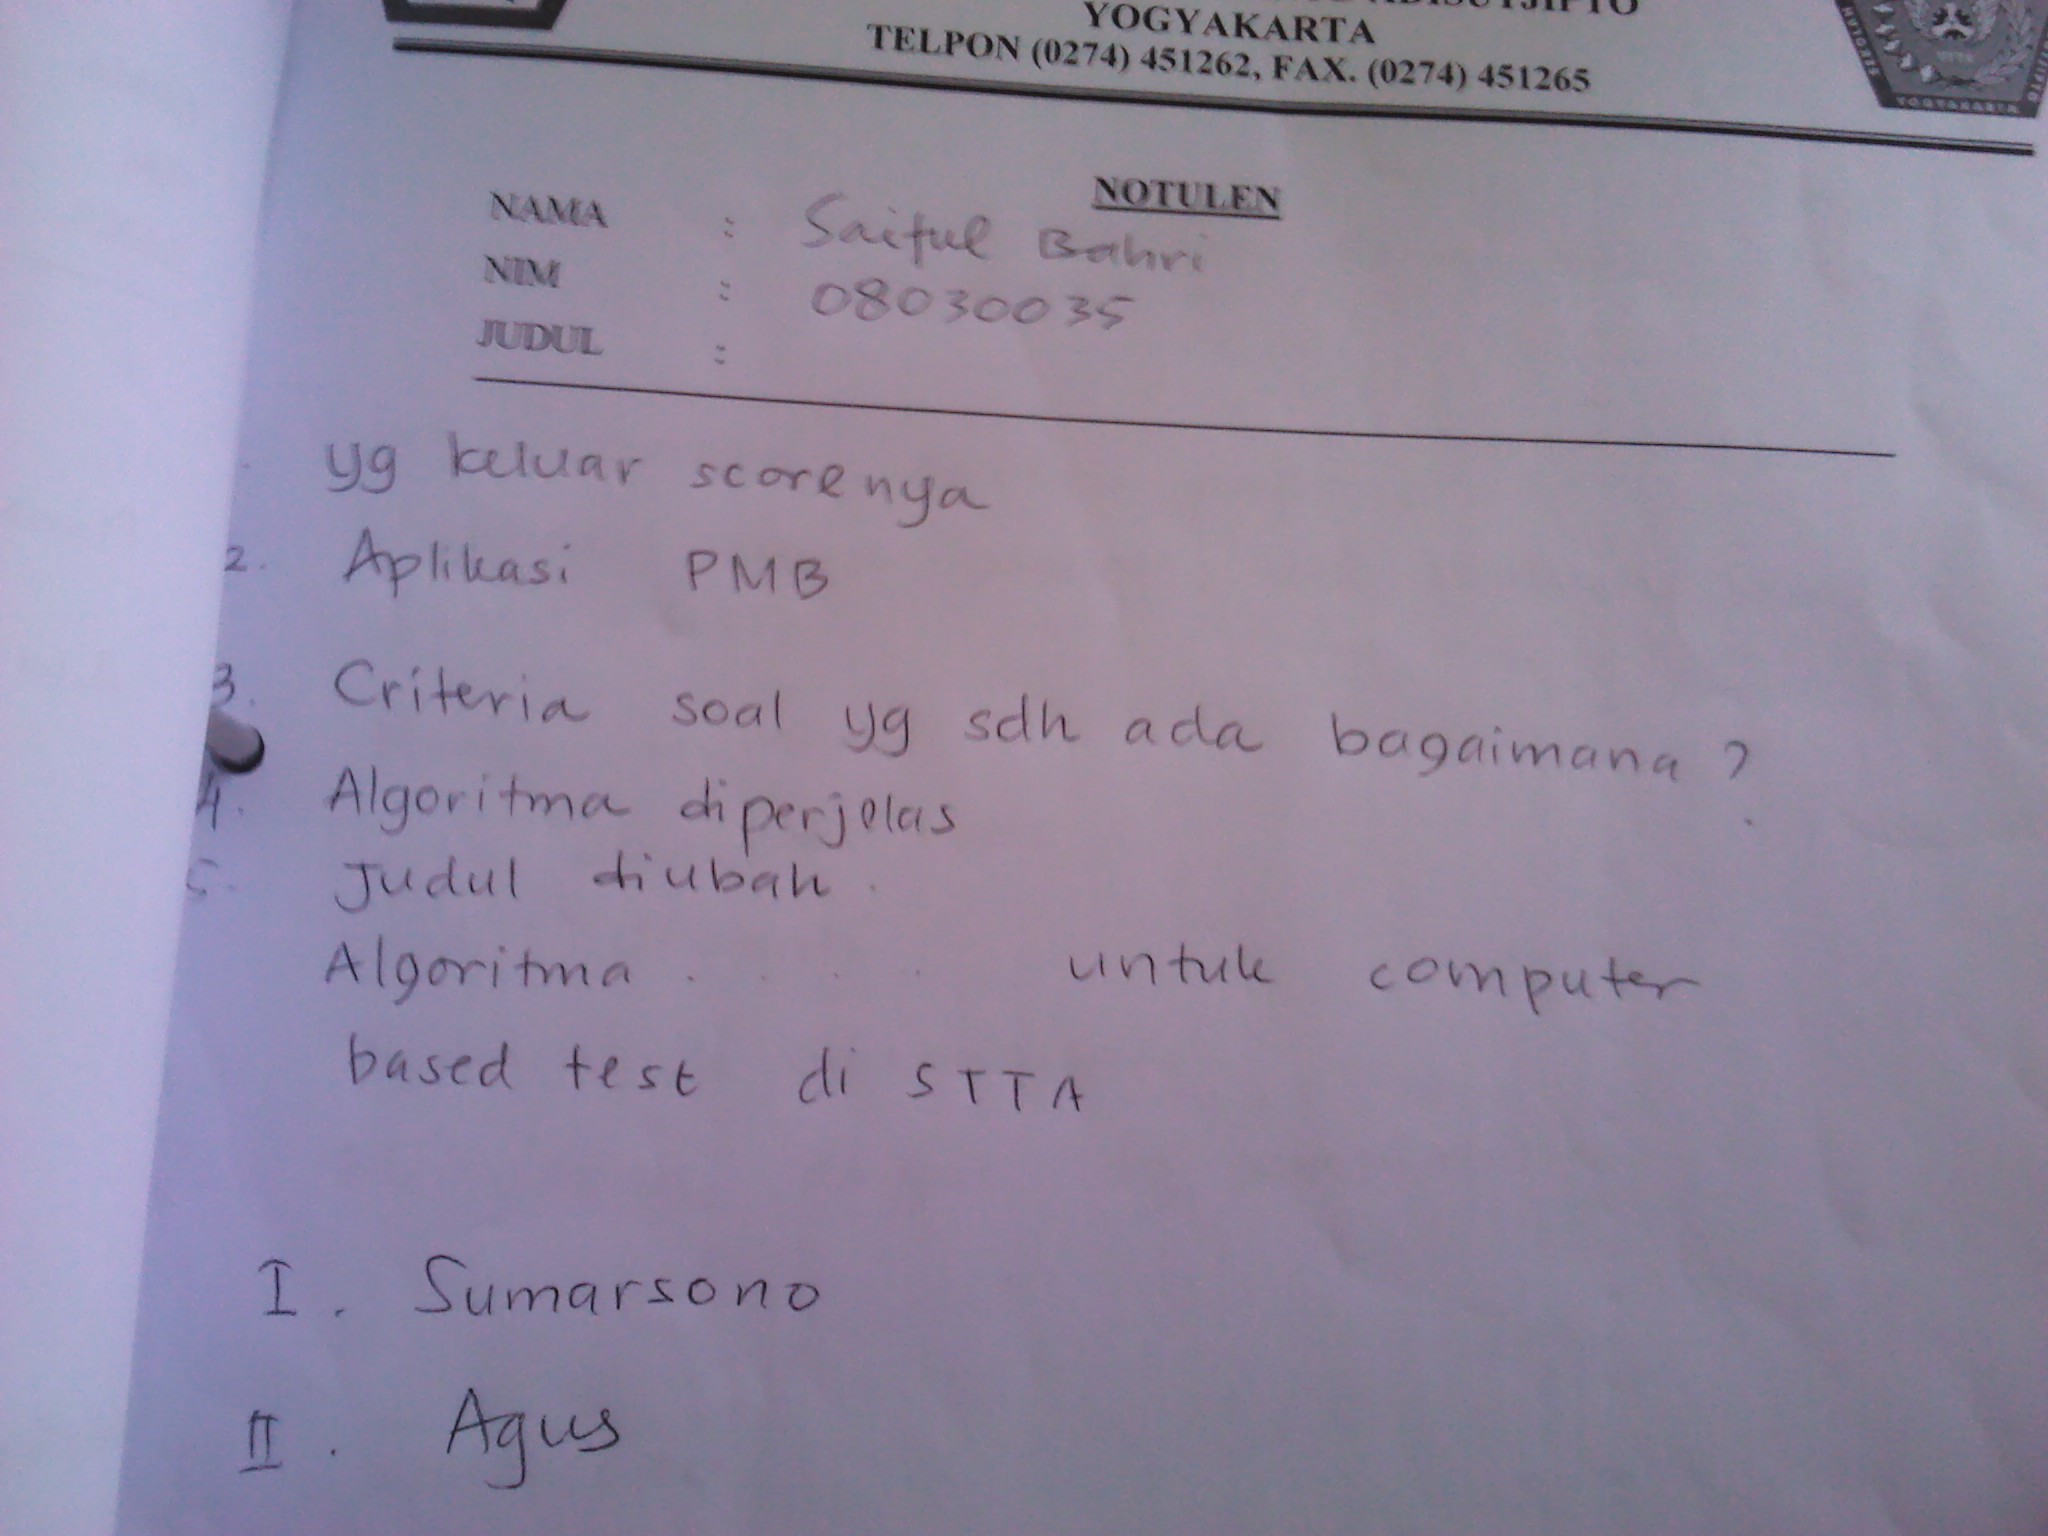 ADISUTJIPTO
YOGYAKARTA
TELPON (0274) 451262, FAX. (0274) 451265
YOGYAKARTA
NOTULEN
NAMA : Saiful Bahri
NIM : 08030035
JUDUL :
yg keluar scorenya
2. Aplikasi PMB
3. Criteria soal yg sdh ada bagaimana ?
4. Algoritma diperjelas
5. Judul diubah.
Algoritma . . . . untuk computer
based test di STTA
I. Sumarsono
II. Agus